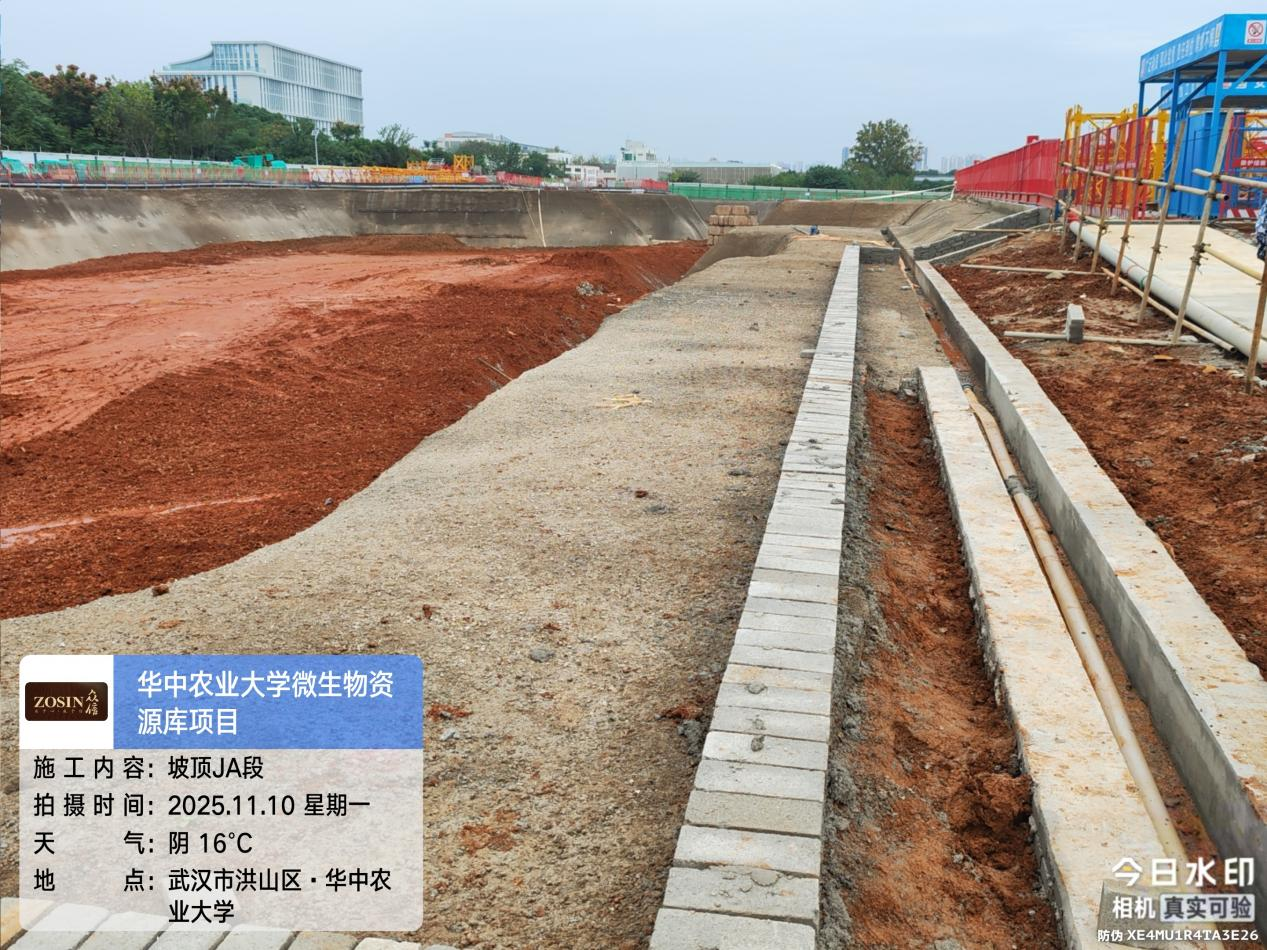 ZOSIN
众信
华中农业大学微生物资
源库项目
施工内容：坡顶JA段
拍摄时间：2025.11.10 星期一
天气：阴 16℃
地点：武汉市洪山区·华中农
业大学
今日水印
相机 真实可验
防伪 XE4MU1R4TA3E26